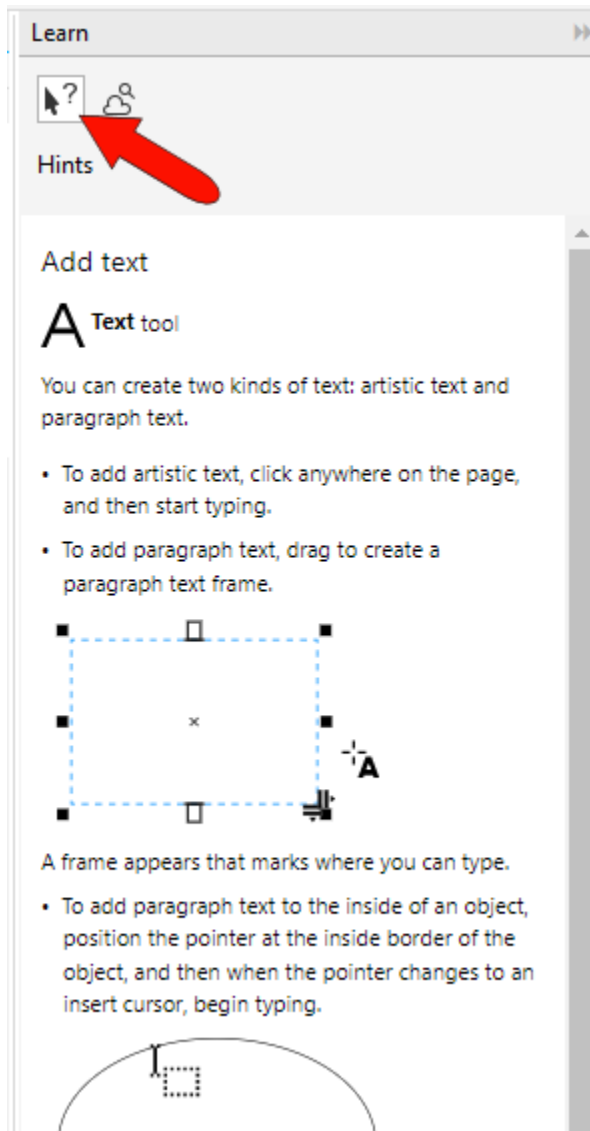 Learn
?
Hints
Add text
A Text tool
You can create two kinds of text: artistic text and
paragraph text.
• To add artistic text, click anywhere on the page,
and then start typing.
• To add paragraph text, drag to create a
paragraph text frame.
A
A frame appears that marks where you can type.
• To add paragraph text to the inside of an object,
position the pointer at the inside border of the
object, and then when the pointer changes to an
insert cursor, begin typing.